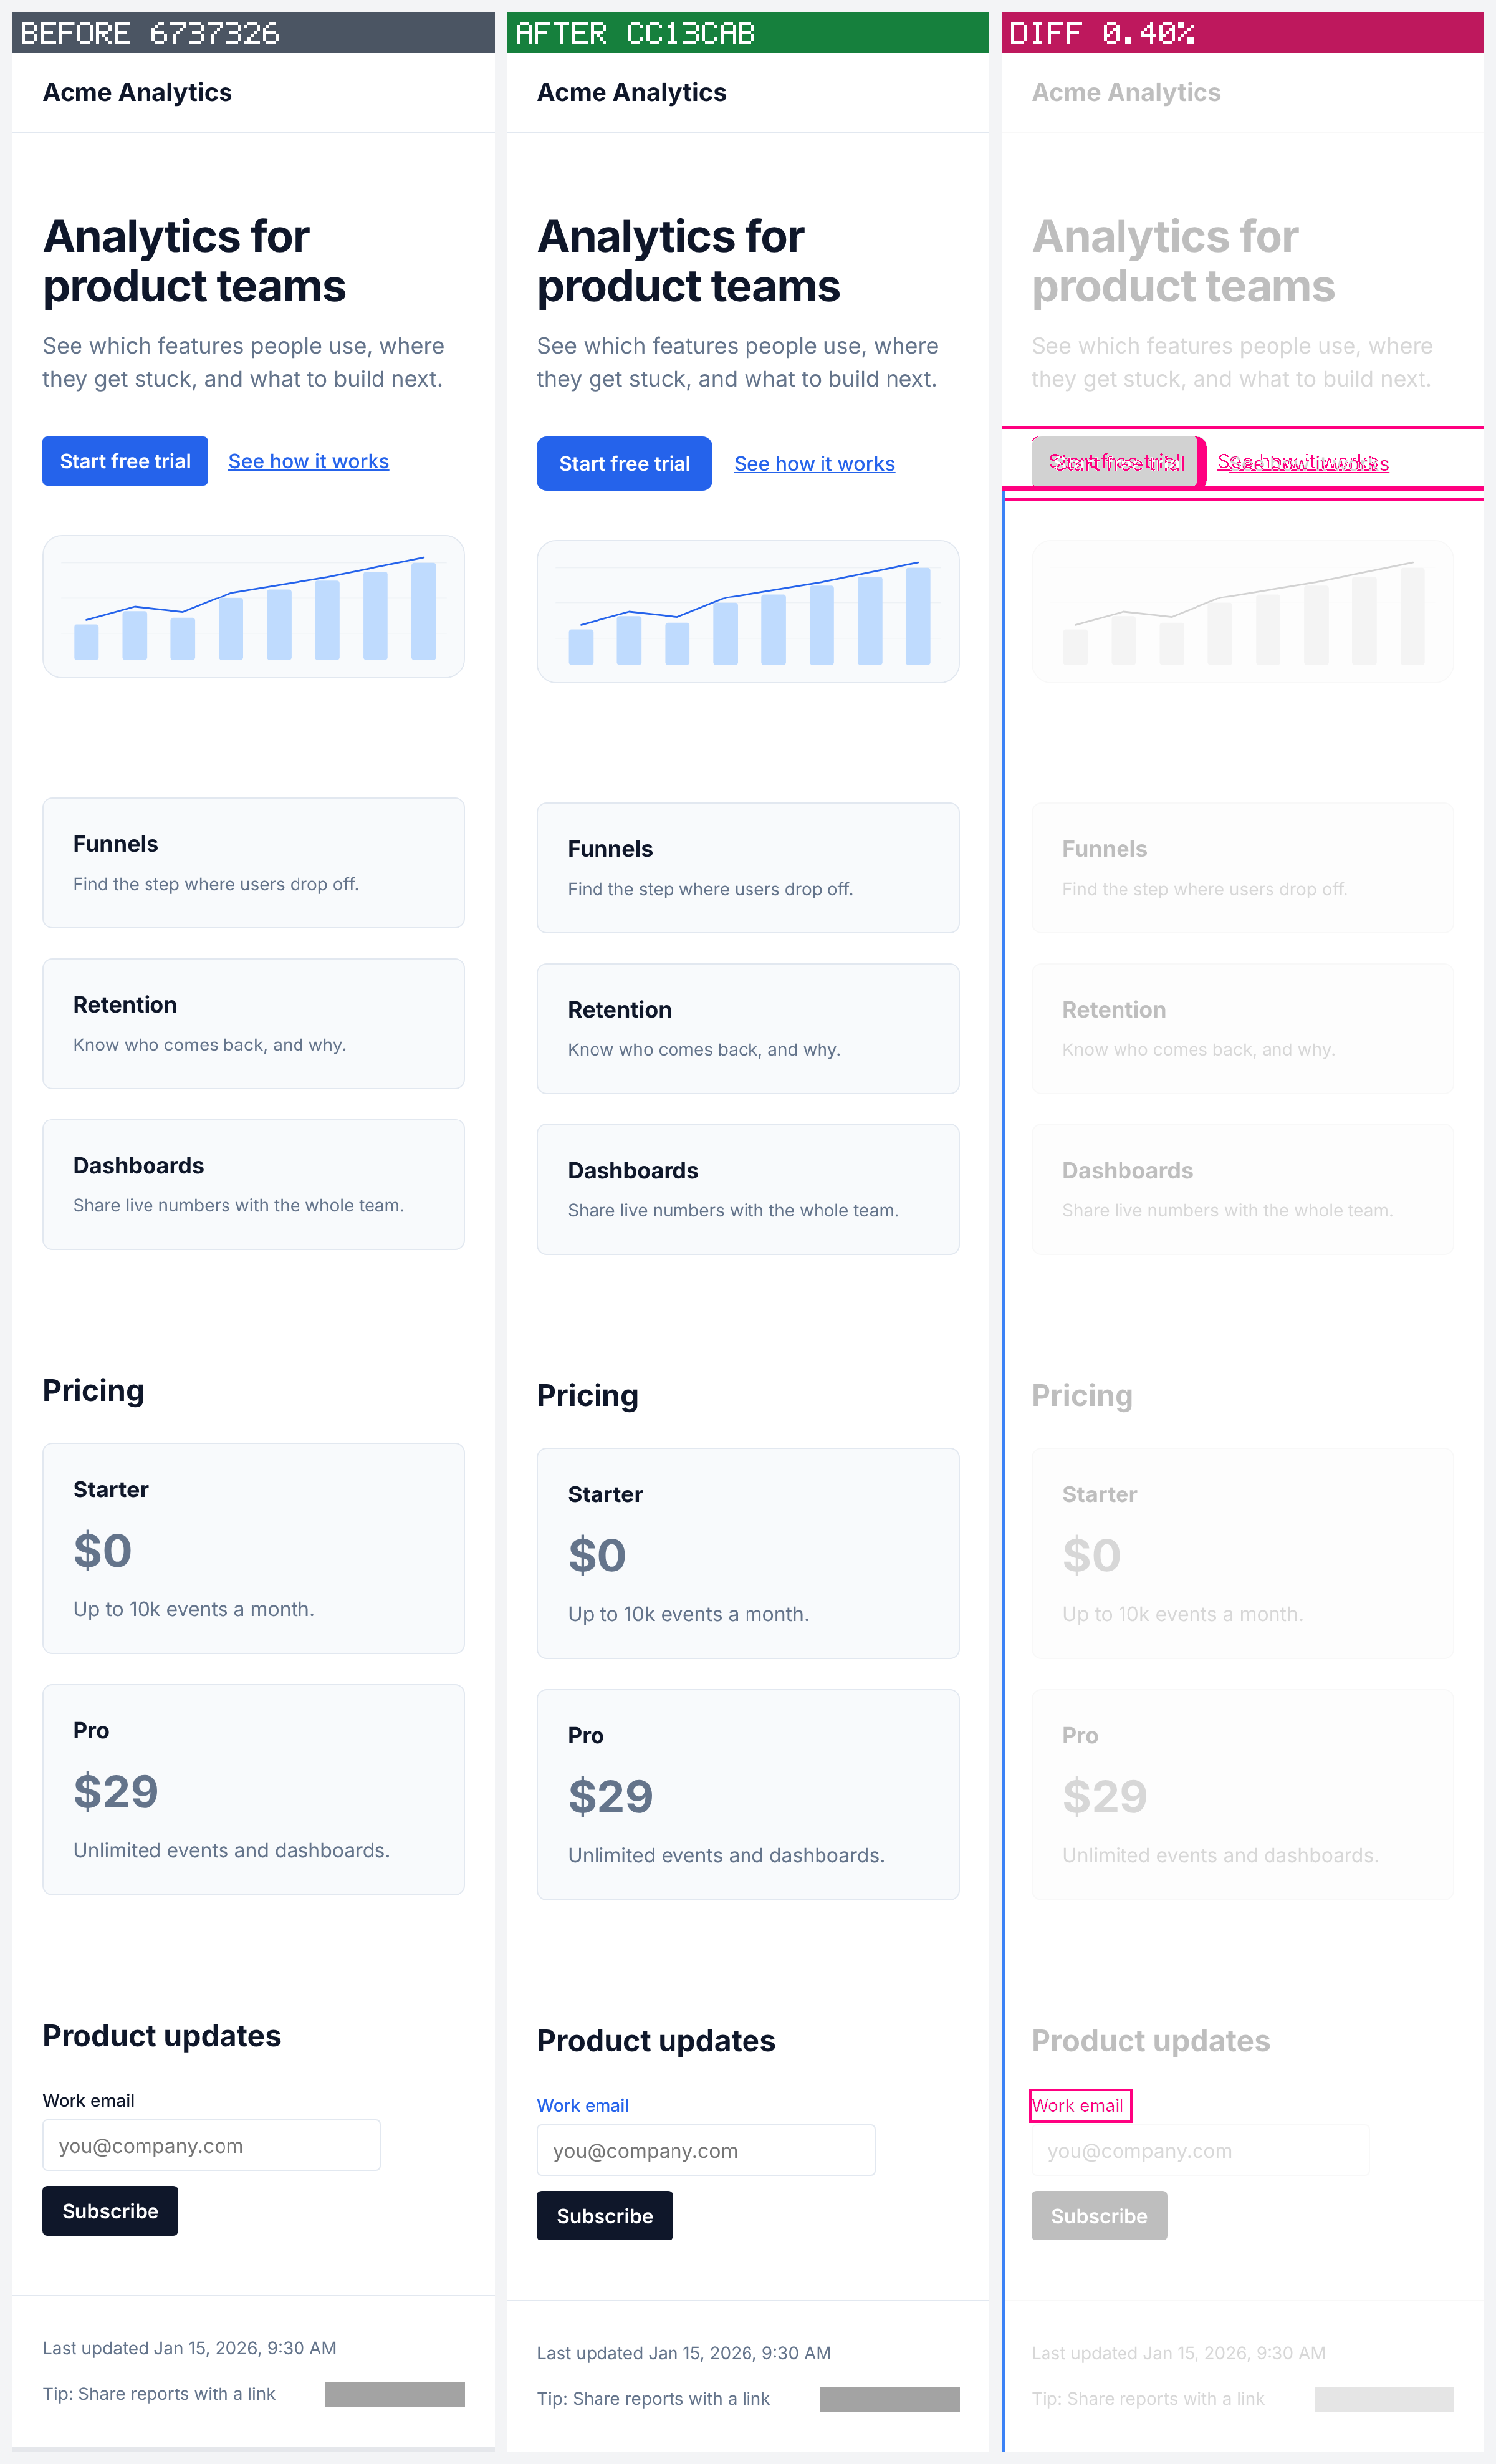 BEFORE 6737326
Acme Analytics
Analytics for
product teams
See which features people use, where
they get stuck, and what to build next.
Start free trial
See how it works
Funnels
Find the step where users drop off.
Retention
Know who comes back, and why.
Dashboards
Share live numbers with the whole team.
Pricing
Starter
$0
Up to 10k events a month.
Pro
$29
Unlimited events and dashboards.
Product updates
Work email
you@company.com
Subscribe
Last updated Jan 15, 2026, 9:30 AM
Tip: Share reports with a link
AFTER CC13CAB
Acme Analytics
Analytics for
product teams
See which features people use, where
they get stuck, and what to build next.
Start free trial
See how it works
Funnels
Find the step where users drop off.
Retention
Know who comes back, and why.
Dashboards
Share live numbers with the whole team.
Pricing
Starter
$0
Up to 10k events a month.
Pro
$29
Unlimited events and dashboards.
Product updates
Work email
you@company.com
Subscribe
Last updated Jan 15, 2026, 9:30 AM
Tip: Share reports with a link
DIFF 0.40%
Acme Analytics
Analytics for
product teams
See which features people use, where
they get stuck, and what to build next.
Funnels
Find the step where users drop off.
Retention
Know who comes back, and why.
Dashboards
Share live numbers with the whole team.
Pricing
Starter
$0
Up to 10k events a month.
Pro
$29
Unlimited events and dashboards.
Product updates
Work email
you@company.com
Subscribe
Last updated Jan 15, 2026, 9:30 AM
Tip: Share reports with a link